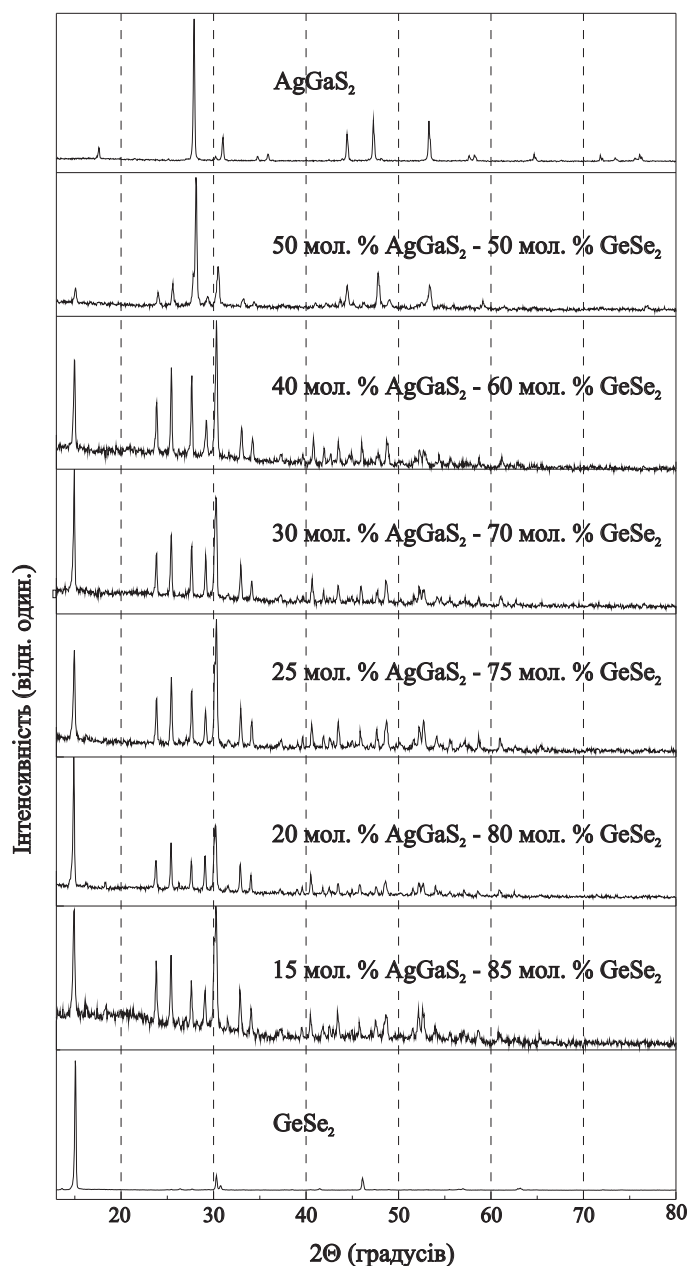 AgGaS₂
50 мол. % AgGaS₂ - 50 мол. % GeSe₂
40 мол. % AgGaS₂ - 60 мол. % GeSe₂
30 мол. % AgGaS₂ - 70 мол. % GeSe₂
25 мол. % AgGaS₂ - 75 мол. % GeSe₂
20 мол. % AgGaS₂ - 80 мол. % GeSe₂
15 мол. % AgGaS₂ - 85 мол. % GeSe₂
GeSe₂
Інтенсивність (відн. один.)
20 30 40 50 60 70 80
2Θ (градусів)